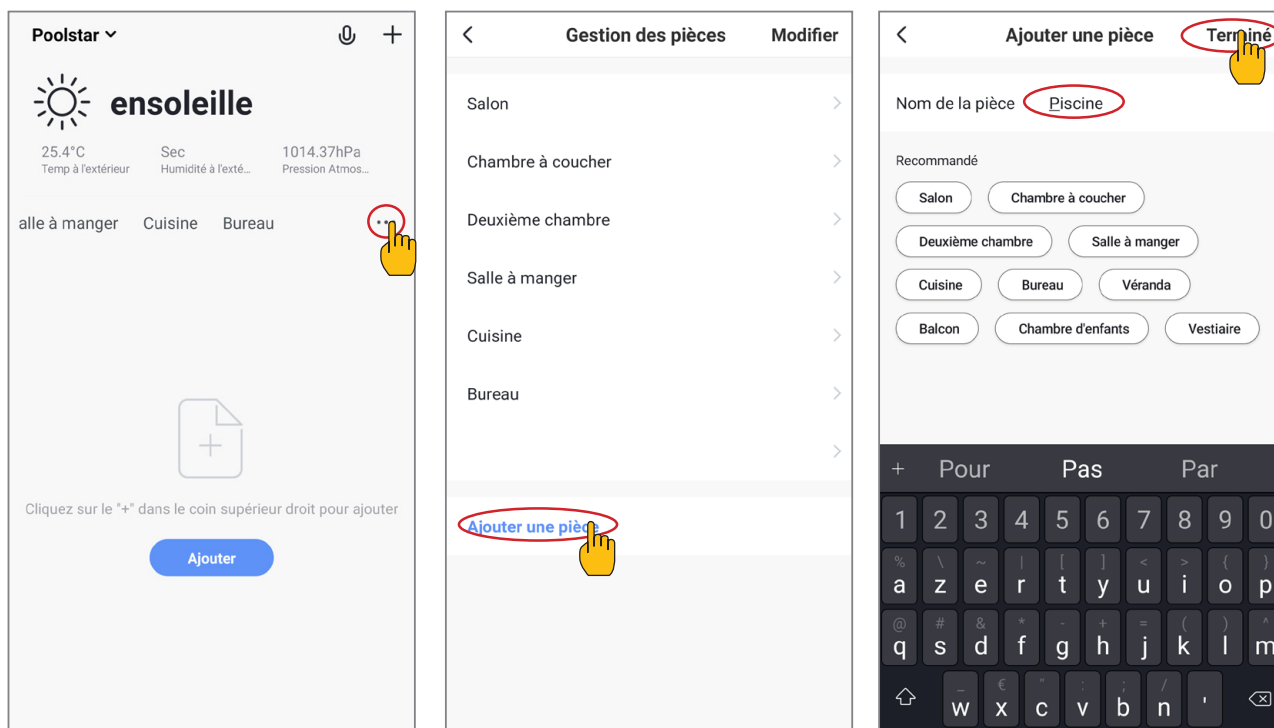 Poolstar
ensoleille
25.4°C Sec 1014.37hPa
Temp à l'extérieur Humidité à l'exté... Pression Atmos...
alle à manger Cuisine Bureau ...
Cliquez sur le "+" dans le coin supérieur droit pour ajouter
Ajouter
Gestion des pièces Modifier
Salon
Chambre à coucher
Deuxième chambre
Salle à manger
Cuisine
Bureau
Ajouter une pièce
Ajouter une pièce Terminé
Nom de la pièce Piscine
Recommandé
Salon Chambre à coucher
Deuxième chambre Salle à manger
Cuisine Bureau Véranda
Balcon Chambre d'enfants Vestiaire
+ Pour Pas Par
1 2 3 4 5 6 7 8 9 0
% \ ~ | [ ] < > { }
a z e r t y u i o p
@ # & * - + = ( ) ^
q s d f g h j k l m
_ € " : ; /
w x c v b n '